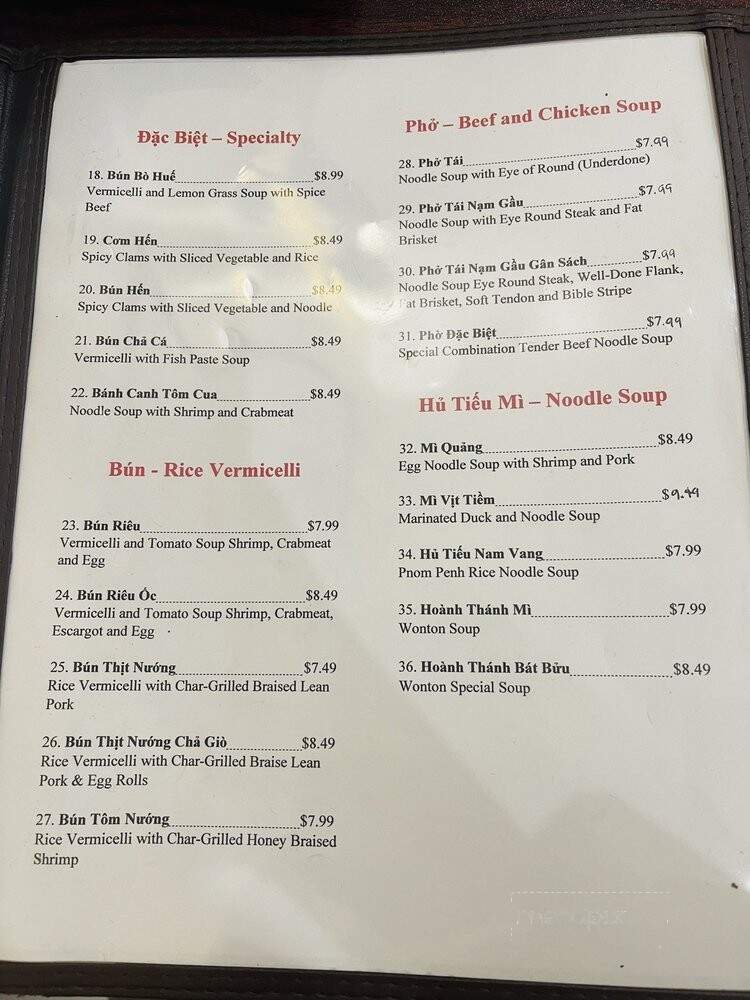 Đặc Biệt – Specialty
18. Bún Bò Huế $8.99
Vermicelli and Lemon Grass Soup with Spice
Beef
19. Cơm Hến $8.49
Spicy Clams with Sliced Vegetable and Rice
20. Bún Hến $8.49
Spicy Clams with Sliced Vegetable and Noodle
21. Bún Chả Cá $8.49
Vermicelli with Fish Paste Soup
22. Bánh Canh Tôm Cua $8.49
Noodle Soup with Shrimp and Crabmeat
Bún - Rice Vermicelli
23. Bún Riêu $7.99
Vermicelli and Tomato Soup Shrimp, Crabmeat
and Egg
24. Bún Riêu Ốc $8.49
Vermicelli and Tomato Soup Shrimp, Crabmeat,
Escargot and Egg
25. Bún Thịt Nướng $7.49
Rice Vermicelli with Char-Grilled Braised Lean
Pork
26. Bún Thịt Nướng Chả Giò $8.49
Rice Vermicelli with Char-Grilled Braise Lean
Pork & Egg Rolls
27. Bún Tôm Nướng $7.99
Rice Vermicelli with Char-Grilled Honey Braised
Shrimp
Phở – Beef and Chicken Soup
28. Phở Tái $7.99
Noodle Soup with Eye of Round (Underdone)
29. Phở Tái Nạm Gầu $7.99
Noodle Soup with Eye Round Steak and Fat
Brisket
30. Phở Tái Nạm Gầu Gân Sách $7.99
Noodle Soup Eye Round Steak, Well-Done Flank,
Fat Brisket, Soft Tendon and Bible Stripe
31. Phờ Đặc Biệt $7.99
Special Combination Tender Beef Noodle Soup
Hủ Tiếu Mì – Noodle Soup
32. Mì Quảng $8.49
Egg Noodle Soup with Shrimp and Pork
33. Mì Vịt Tiềm $9.49
Marinated Duck and Noodle Soup
34. Hủ Tiếu Nam Vang $7.99
Pnom Penh Rice Noodle Soup
35. Hoành Thánh Mì $7.99
Wonton Soup
36. Hoành Thánh Bát Bửu $8.49
Wonton Special Soup